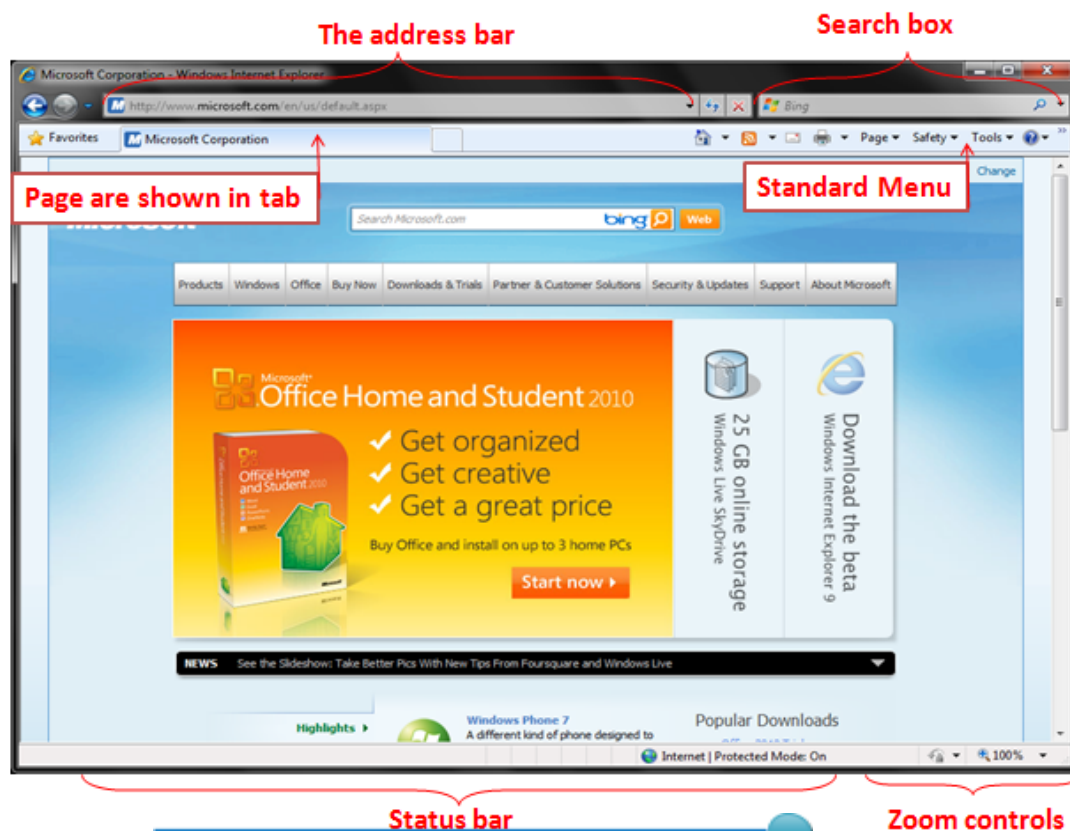 The address bar
Search box
Microsoft Corporation - Windows Internet Explorer
http://www.microsoft.com/en/us/default.aspx
Bing
Favorites
Microsoft Corporation
Page
Safety
Tools
Page are shown in tab
Standard Menu
Change
Search Microsoft.com
bing
Web
Products Windows Office Buy Now Downloads & Trials Partner & Customer Solutions Security & Updates Support About Microsoft
Microsoft
Office Home and Student 2010
Get organized
Get creative
Get a great price
Buy Office and install on up to 3 home PCs
Start now
Office Home
and Student 2010
25 GB online storage
Windows Live SkyDrive
Download the beta
Windows Internet Explorer 9
NEWS See the Slideshow: Take Better Pics With New Tips From Foursquare and Windows Live
Highlights
Windows Phone 7
A different kind of phone designed to
Popular Downloads
Internet | Protected Mode: On
100%
Status bar
Zoom controls